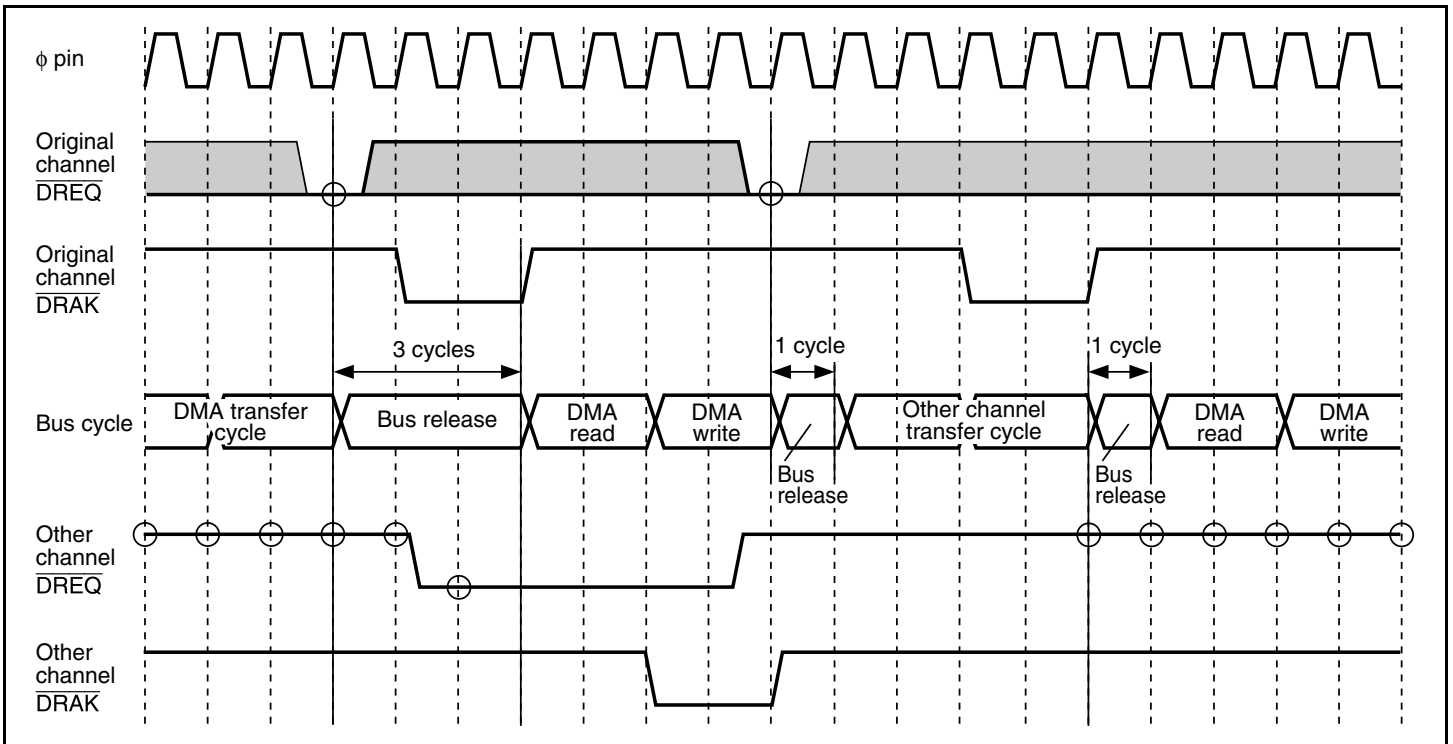 ϕ pin
Original
channel
DREQ
Original
channel
DRAK
3 cycles
1 cycle
1 cycle
Bus cycle
DMA transfer
cycle
Bus release
DMA
read
DMA
write
Other channel
transfer cycle
DMA
read
DMA
write
Bus
release
Bus
release
Other
channel
DREQ
Other
channel
DRAK